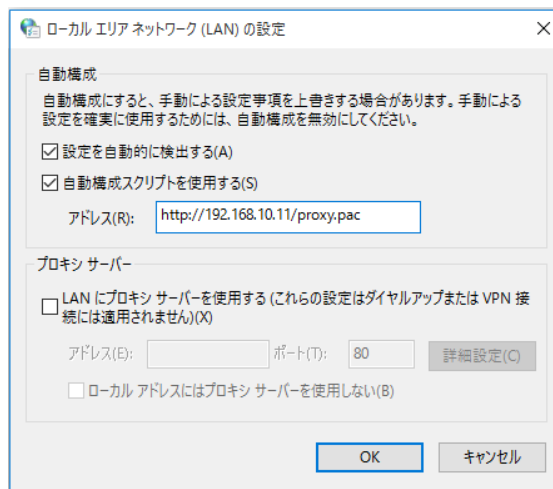 ローカル エリア ネットワーク (LAN) の設定
自動構成
自動構成にすると、手動による設定事項を上書きする場合があります。手動による
設定を確実に使用するためには、自動構成を無効にしてください。
設定を自動的に検出する(A)
自動構成スクリプトを使用する(S)
アドレス(R): http://192.168.10.11/proxy.pac
プロキシ サーバー
LAN にプロキシ サーバーを使用する (これらの設定はダイヤルアップまたは VPN 接
続には適用されません)(X)
アドレス(E): ポート(T): 80 詳細設定(C)
ローカル アドレスにはプロキシ サーバーを使用しない(B)
OK キャンセル